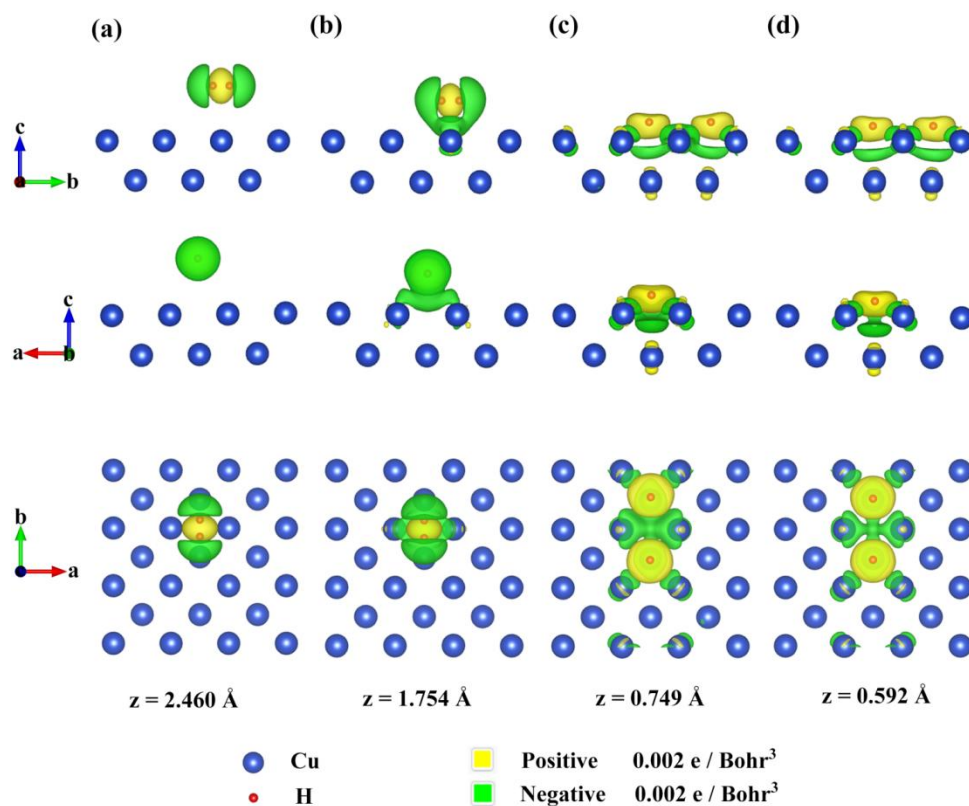 (a) (b) (c) (d)
c
a b
c
a b
b
a
z = 2.460 Å z = 1.754 Å z = 0.749 Å z = 0.592 Å
Cu Positive 0.002 e / Bohr³
H Negative 0.002 e / Bohr³